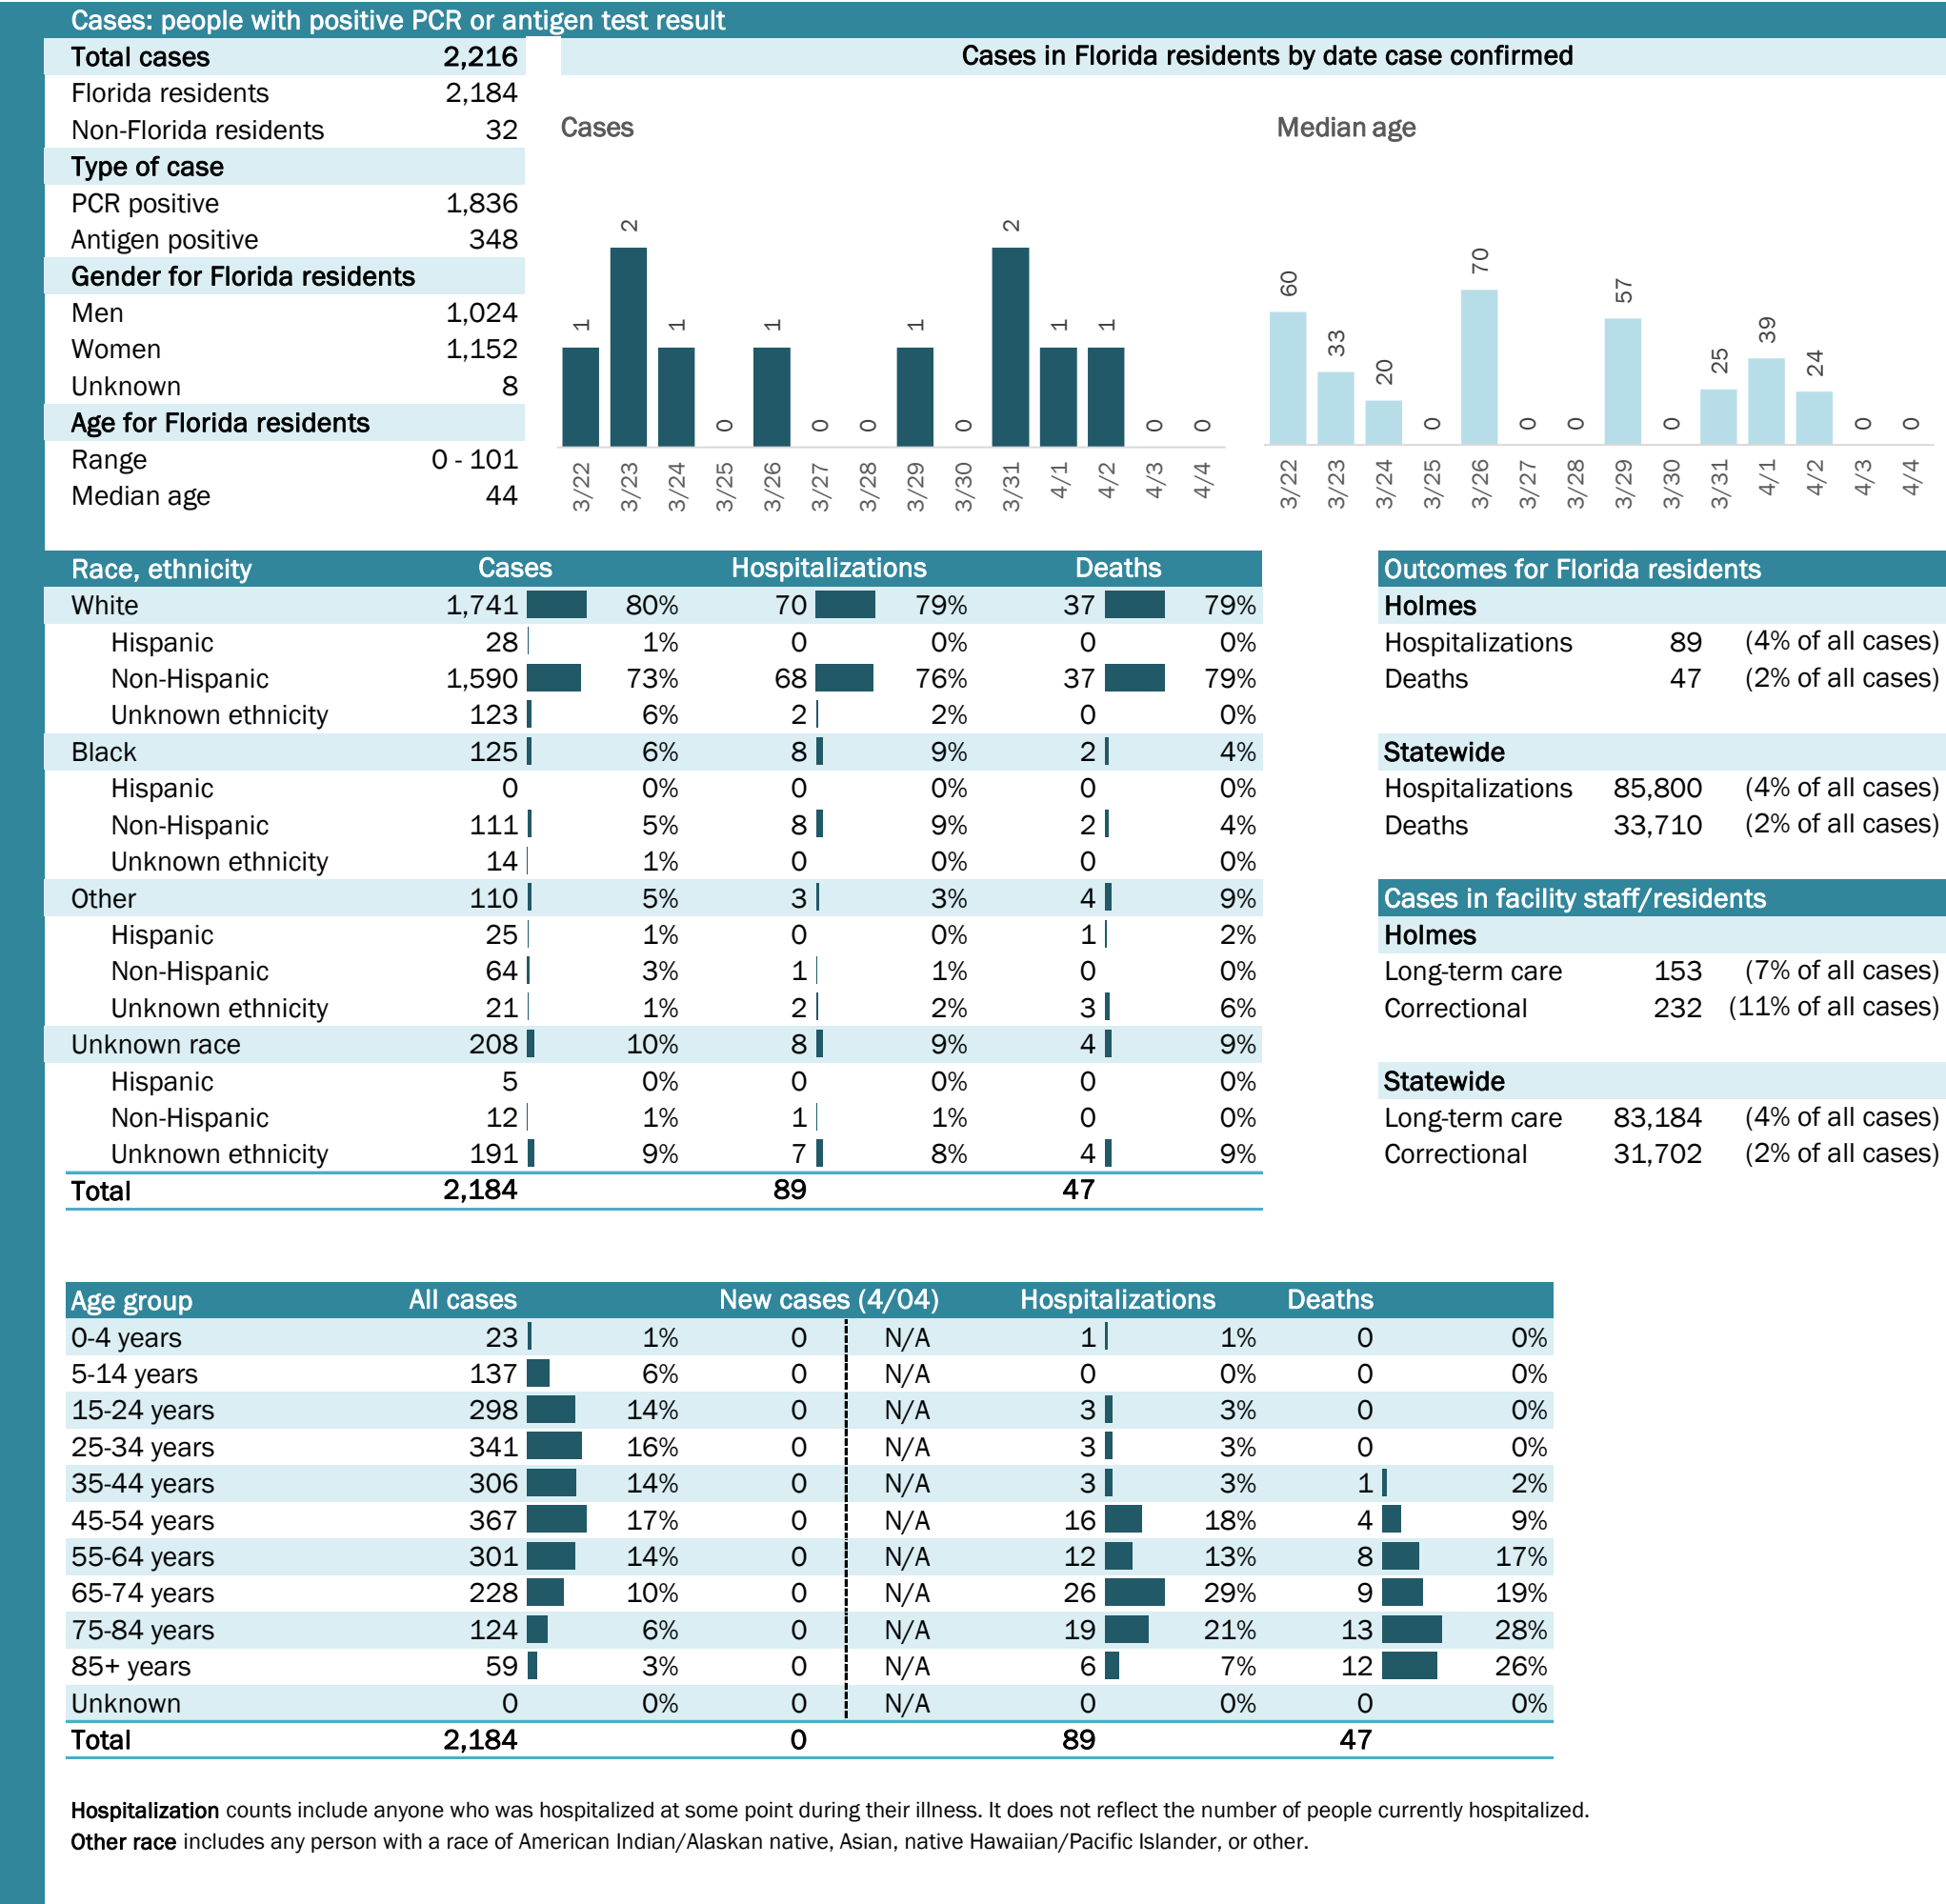 Cases: people with positive PCR or antigen test result
Total cases 2,216
Florida residents 2,184
Non-Florida residents 32
Type of case
PCR positive 1,836
Antigen positive 348
Gender for Florida residents
Men 1,024
Women 1,152
Unknown 8
Age for Florida residents
Range 0 - 101
Median age 44
Cases in Florida residents by date case confirmed
Cases
1 2 1 0 1 0 0 1 0 2 1 1 0 0
3/22 3/23 3/24 3/25 3/26 3/27 3/28 3/29 3/30 3/31 4/1 4/2 4/3 4/4
Median age
60 33 20 0 70 0 0 57 0 25 39 24 0 0
3/22 3/23 3/24 3/25 3/26 3/27 3/28 3/29 3/30 3/31 4/1 4/2 4/3 4/4
Race, ethnicity Cases Hospitalizations Deaths
White 1,741 80% 70 79% 37 79%
Hispanic 28 1% 0 0% 0 0%
Non-Hispanic 1,590 73% 68 76% 37 79%
Unknown ethnicity 123 6% 2 2% 0 0%
Black 125 6% 8 9% 2 4%
Hispanic 0 0% 0 0% 0 0%
Non-Hispanic 111 5% 8 9% 2 4%
Unknown ethnicity 14 1% 0 0% 0 0%
Other 110 5% 3 3% 4 9%
Hispanic 25 1% 0 0% 1 2%
Non-Hispanic 64 3% 1 1% 0 0%
Unknown ethnicity 21 1% 2 2% 3 6%
Unknown race 208 10% 8 9% 4 9%
Hispanic 5 0% 0 0% 0 0%
Non-Hispanic 12 1% 1 1% 0 0%
Unknown ethnicity 191 9% 7 8% 4 9%
Total 2,184 89 47
Outcomes for Florida residents
Holmes
Hospitalizations 89 (4% of all cases)
Deaths 47 (2% of all cases)
Statewide
Hospitalizations 85,800 (4% of all cases)
Deaths 33,710 (2% of all cases)
Cases in facility staff/residents
Holmes
Long-term care 153 (7% of all cases)
Correctional 232 (11% of all cases)
Statewide
Long-term care 83,184 (4% of all cases)
Correctional 31,702 (2% of all cases)
Age group All cases New cases (4/04) Hospitalizations Deaths
0-4 years 23 1% 0 N/A 1 1% 0 0%
5-14 years 137 6% 0 N/A 0 0% 0 0%
15-24 years 298 14% 0 N/A 3 3% 0 0%
25-34 years 341 16% 0 N/A 3 3% 0 0%
35-44 years 306 14% 0 N/A 3 3% 1 2%
45-54 years 367 17% 0 N/A 16 18% 4 9%
55-64 years 301 14% 0 N/A 12 13% 8 17%
65-74 years 228 10% 0 N/A 26 29% 9 19%
75-84 years 124 6% 0 N/A 19 21% 13 28%
85+ years 59 3% 0 N/A 6 7% 12 26%
Unknown 0 0% 0 N/A 0 0% 0 0%
Total 2,184 0 89 47
Hospitalization counts include anyone who was hospitalized at some point during their illness. It does not reflect the number of people currently hospitalized.
Other race includes any person with a race of American Indian/Alaskan native, Asian, native Hawaiian/Pacific Islander, or other.